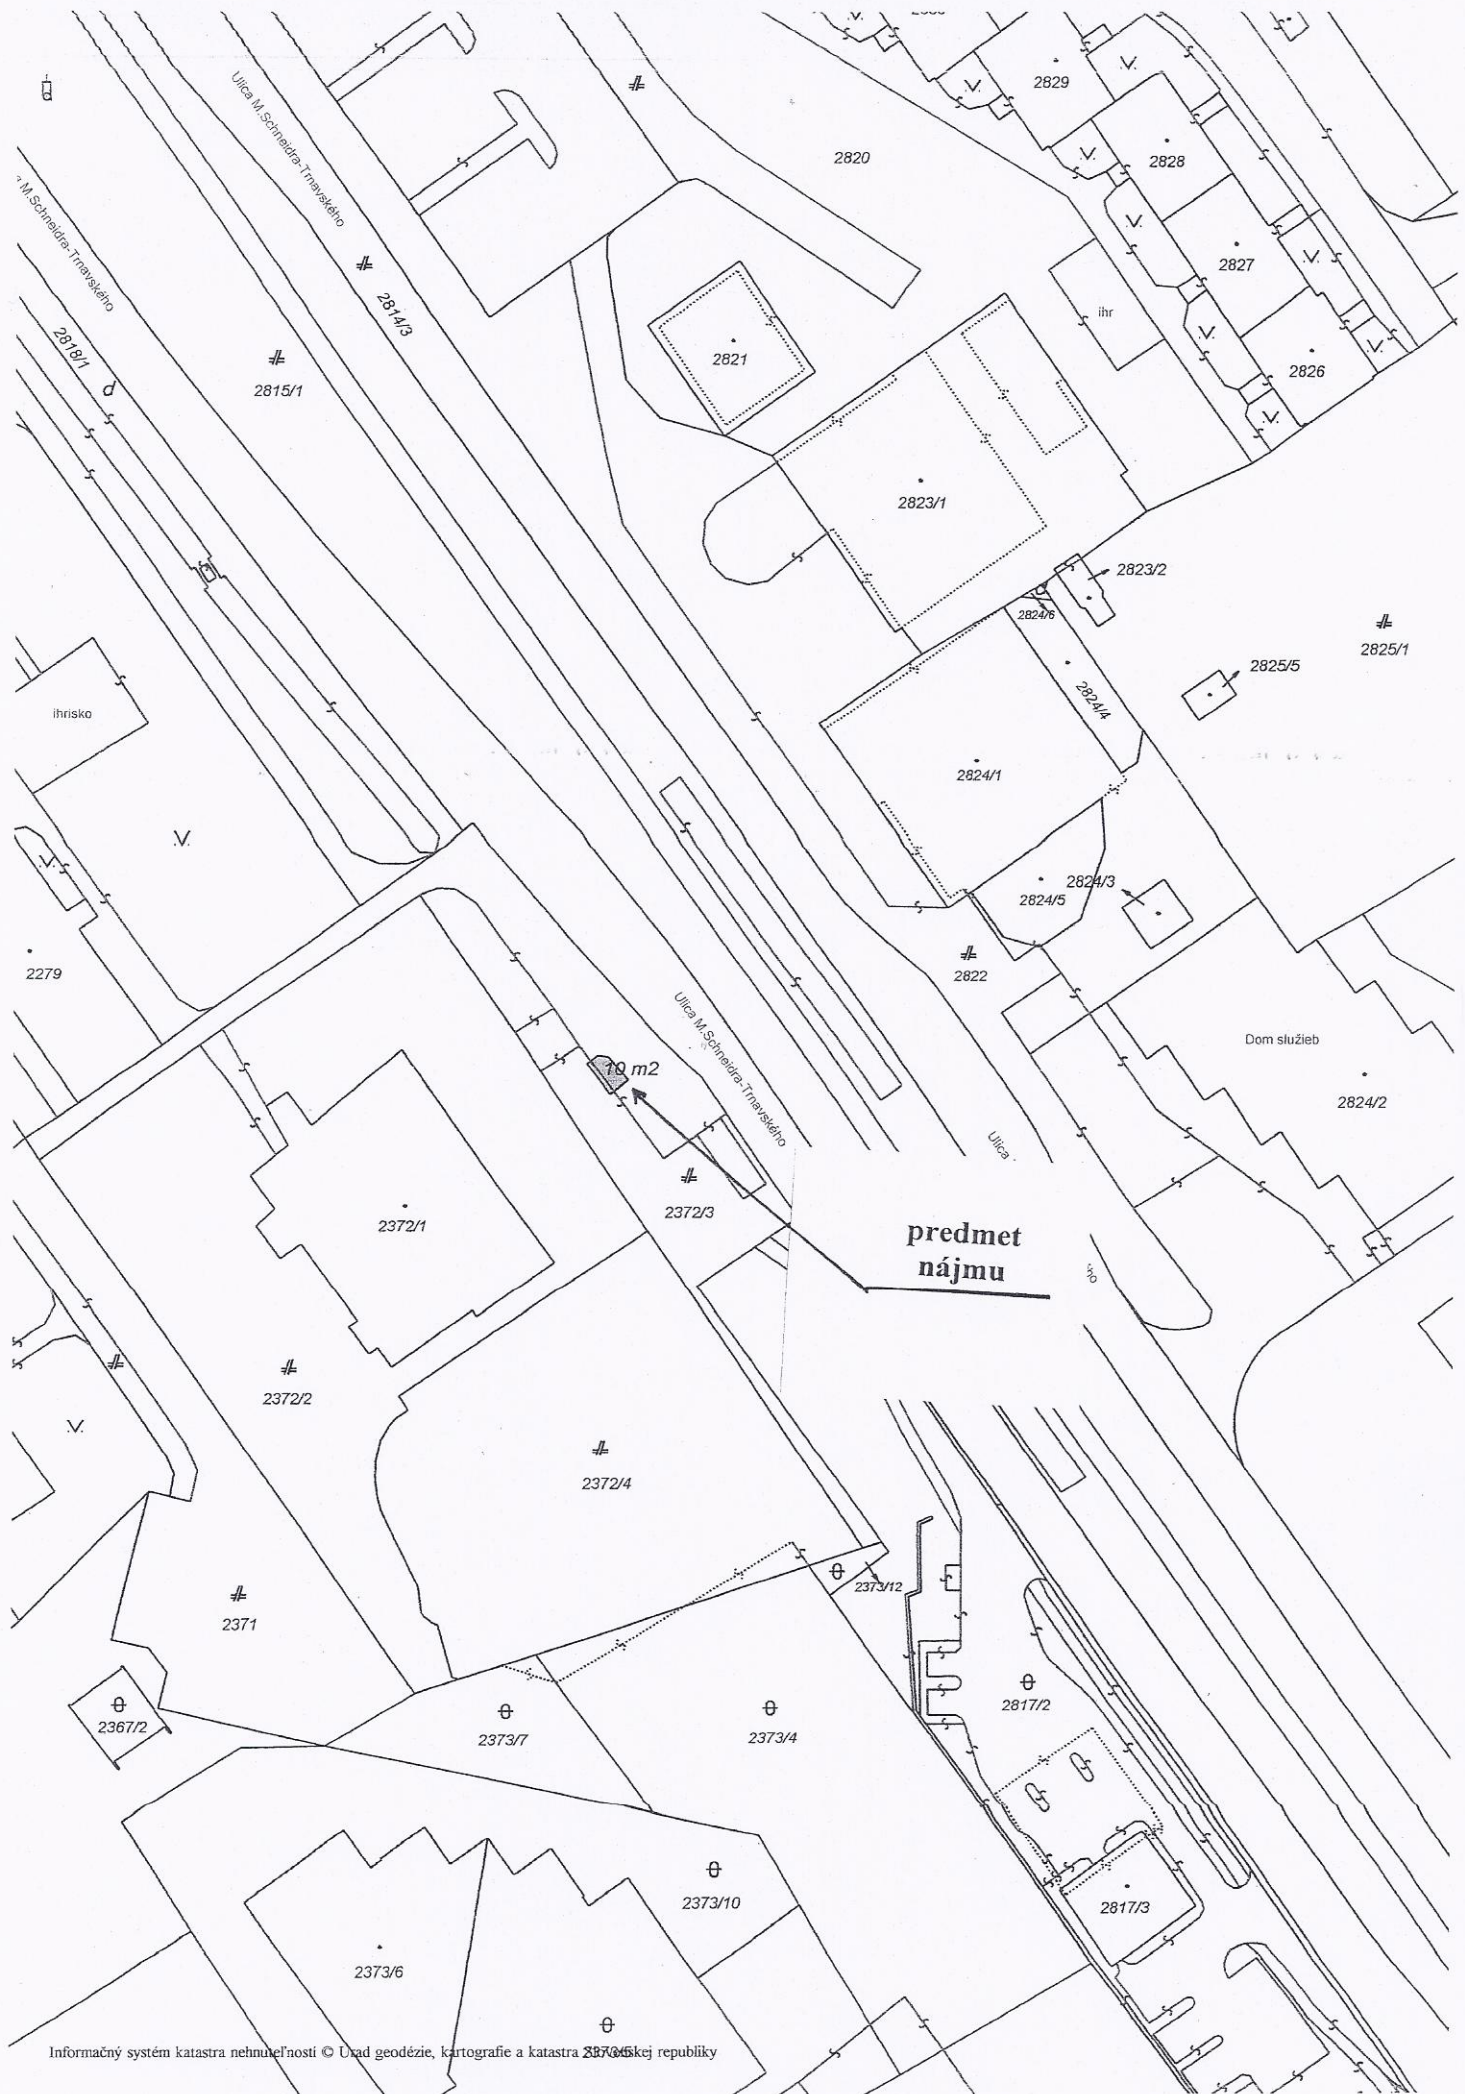 2829
2828
2820
Ulica M.Schneidra-Trnavského
M.Schneidra-Trnavského
2827
2814/3
ihr
2818/1
2821
2826
d
2815/1
2823/1
2823/2
2824/6
2825/1
2825/5
2824/4
ihrisko
2824/1
2824/3
2824/5
2279
2822
Ulica M.Schneidra-Trnavského
Dom služieb
10 m2
2824/2
Ulica
2372/3
2372/1
predmet
nájmu
2372/2
2372/4
2373/12
2371
2367/2
2373/7
2373/4
2817/2
2373/10
2817/3
2373/6
Informačný systém katastra nehnuteľností © Úrad geodézie, kartografie a katastra Slovenskej republiky